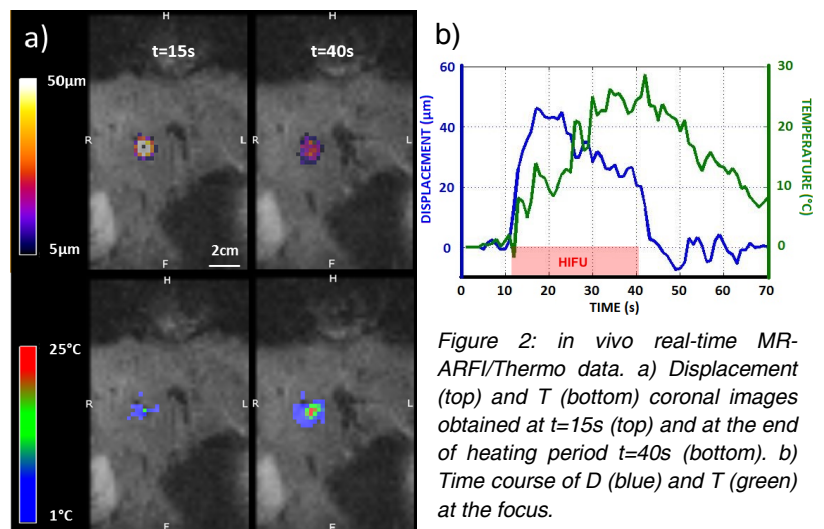 a)
H
H
t=15s
t=40s
50µm
5µm
R
L
F
F
2cm
H
H
25°C
1°C
R
L
b)
60
40
20
0
DISPLACEMENT (µm)
30
20
10
0
TEMPERATURE (°C)
HIFU
0
10
20
30
40
50
60
70
TIME (s)
Figure 2: in vivo real-time MR-
ARFI/Thermo data. a) Displacement
(top) and T (bottom) coronal images
obtained at t=15s (top) and at the end
of heating period t=40s (bottom). b)
Time course of D (blue) and T (green)
at the focus.